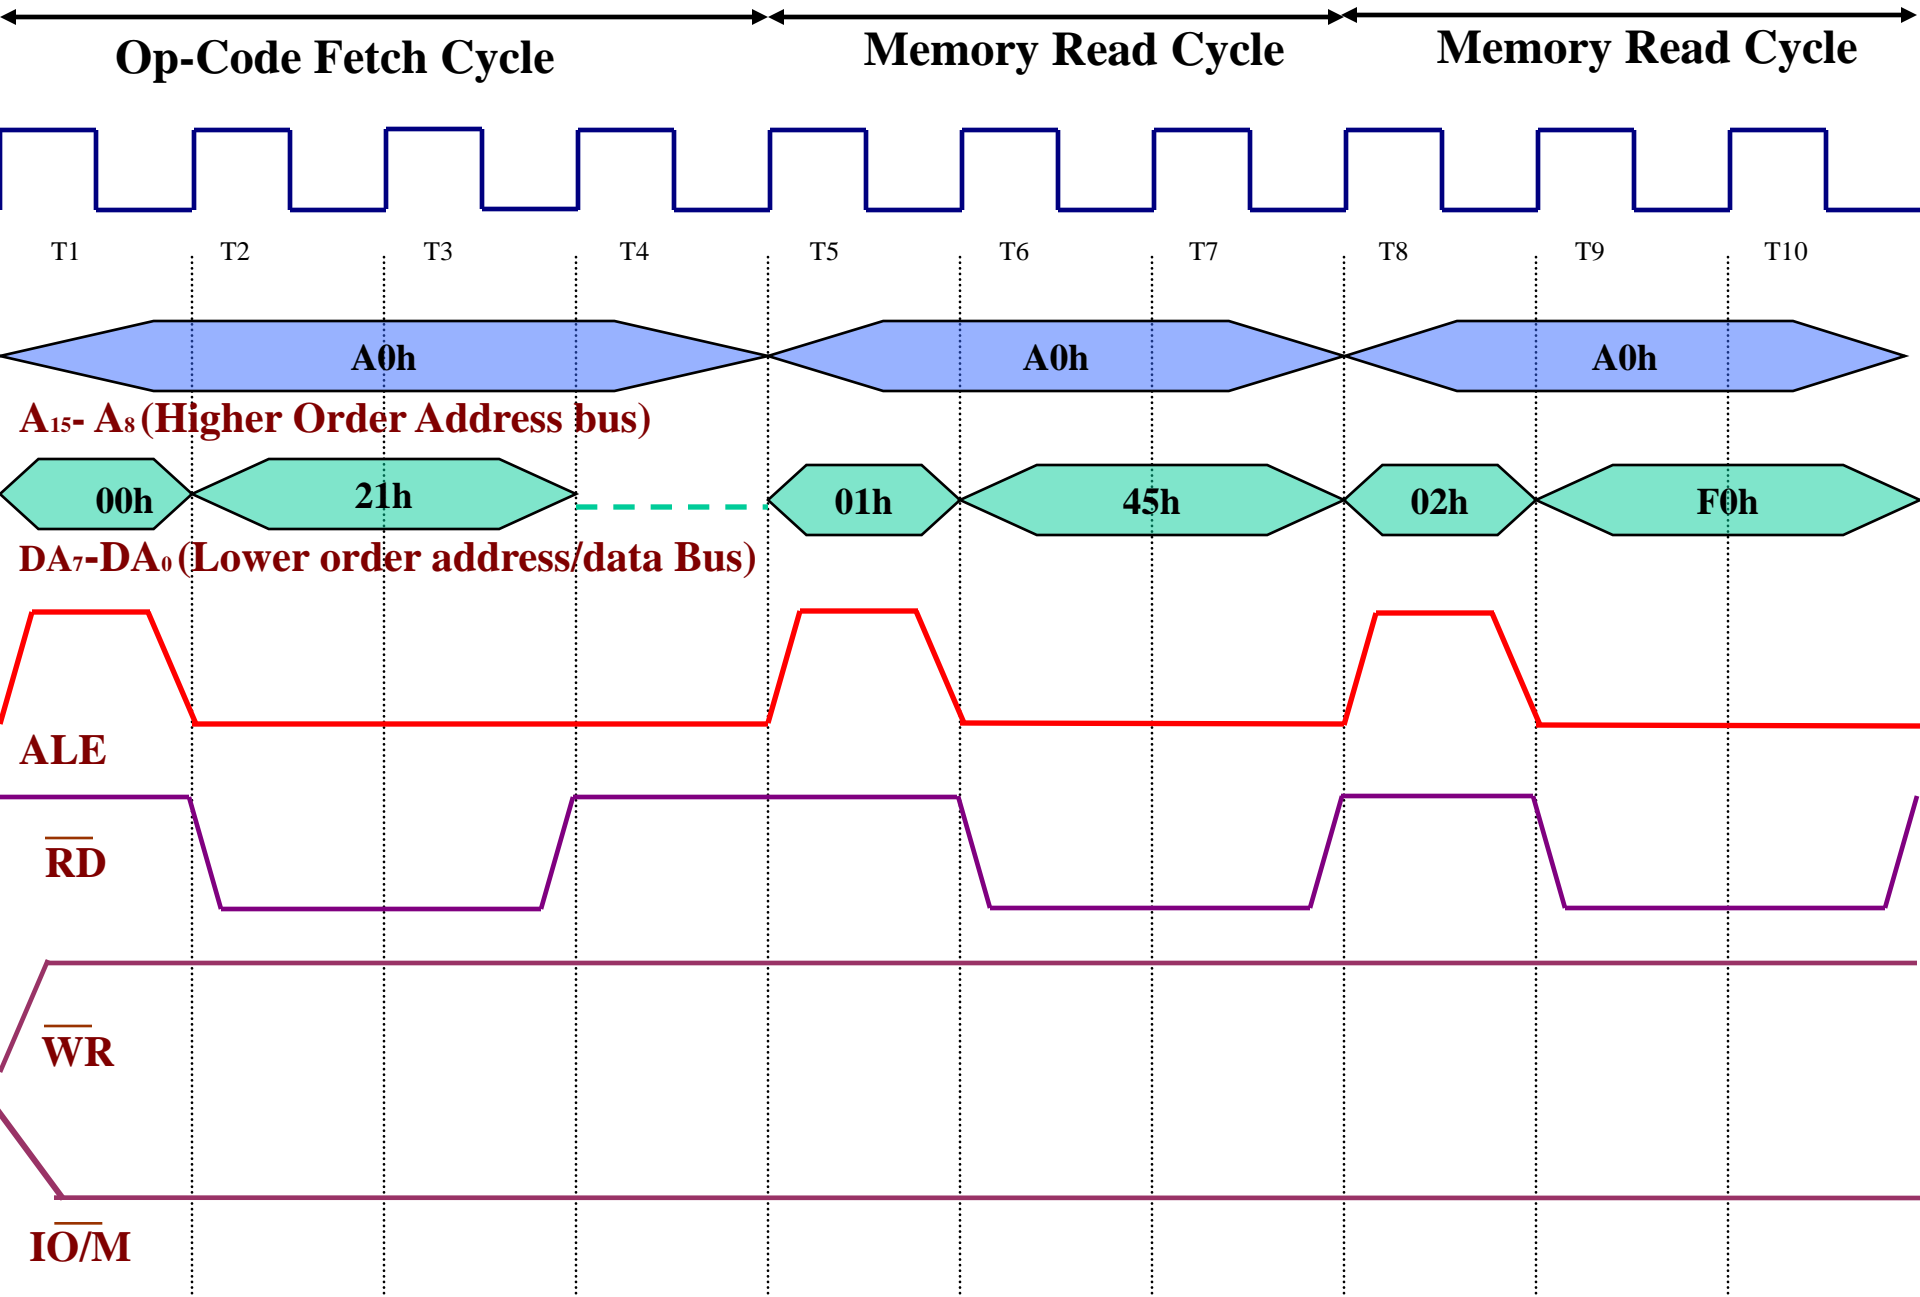 Op-Code Fetch Cycle
Memory Read Cycle
Memory Read Cycle
T1 T2 T3 T4 T5 T6 T7 T8 T9 T10
A0h A0h A0h
A15- A8 (Higher Order Address bus)
00h 21h 01h 45h 02h F0h
DA7-DA0 (Lower order address/data Bus)
ALE
RD
WR
IO/M